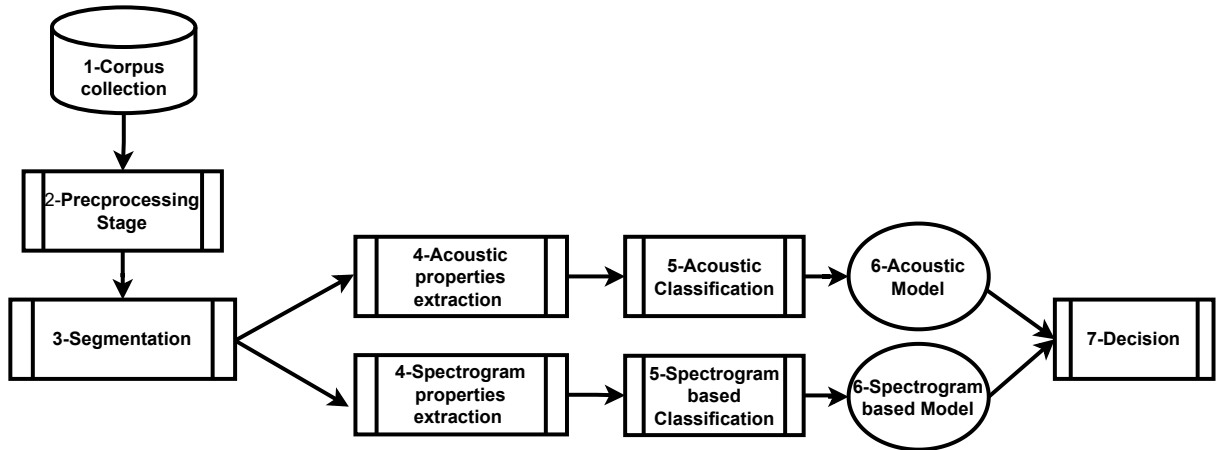 1-Corpus
collection
2-Precprocessing
Stage
3-Segmentation
4-Acoustic
properties
extraction
5-Acoustic
Classification
6-Acoustic
Model
4-Spectrogram
properties
extraction
5-Spectrogram
based
Classification
6-Spectrogram
based Model
7-Decision